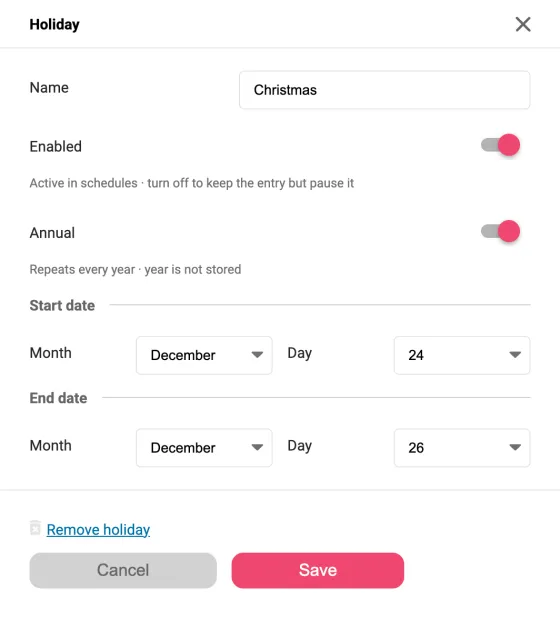 Holiday
Name
Christmas
Enabled
Active in schedules · turn off to keep the entry but pause it
Annual
Repeats every year · year is not stored
Start date
Month December Day 24
End date
Month December Day 26
Remove holiday
Cancel Save